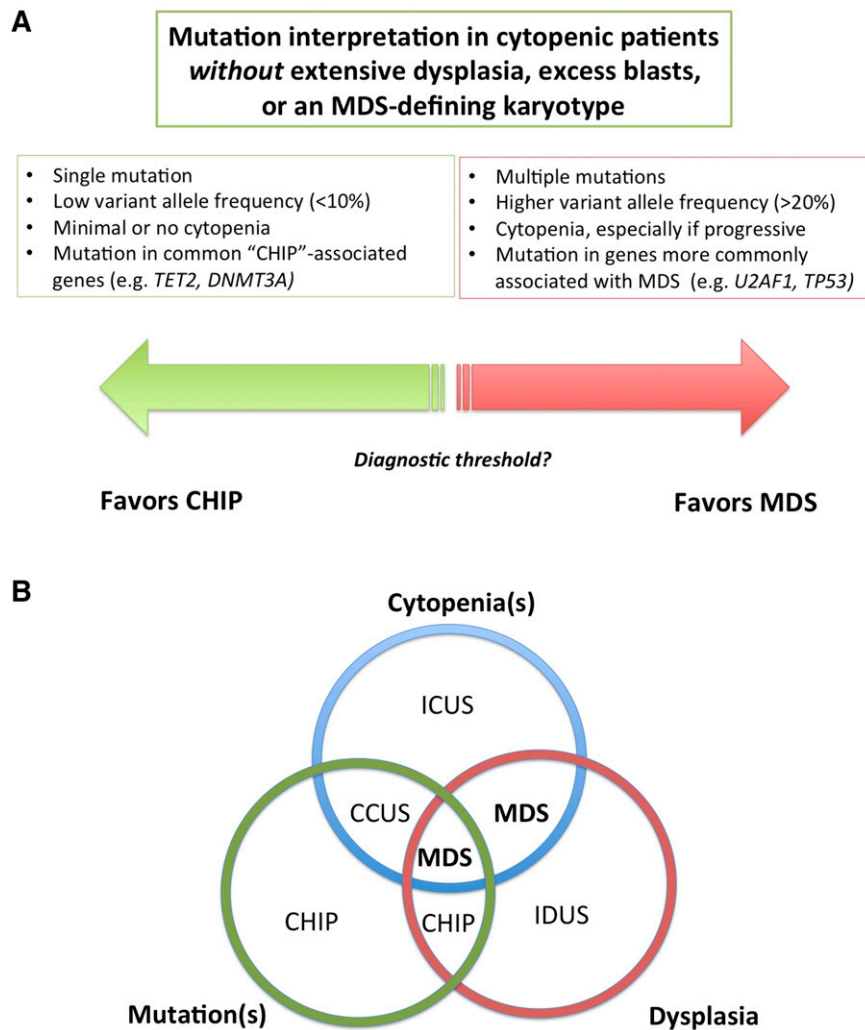 A
Mutation interpretation in cytopenic patients
without extensive dysplasia, excess blasts,
or an MDS-defining karyotype
• Single mutation
• Low variant allele frequency (<10%)
• Minimal or no cytopenia
• Mutation in common “CHIP”-associated
genes (e.g. TET2, DNMT3A)
• Multiple mutations
• Higher variant allele frequency (>20%)
• Cytopenia, especially if progressive
• Mutation in genes more commonly
associated with MDS (e.g. U2AF1, TP53)
Diagnostic threshold?
Favors CHIP
Favors MDS
B
Cytopenia(s)
ICUS
CCUS
MDS
MDS
CHIP
CHIP
IDUS
Mutation(s)
Dysplasia